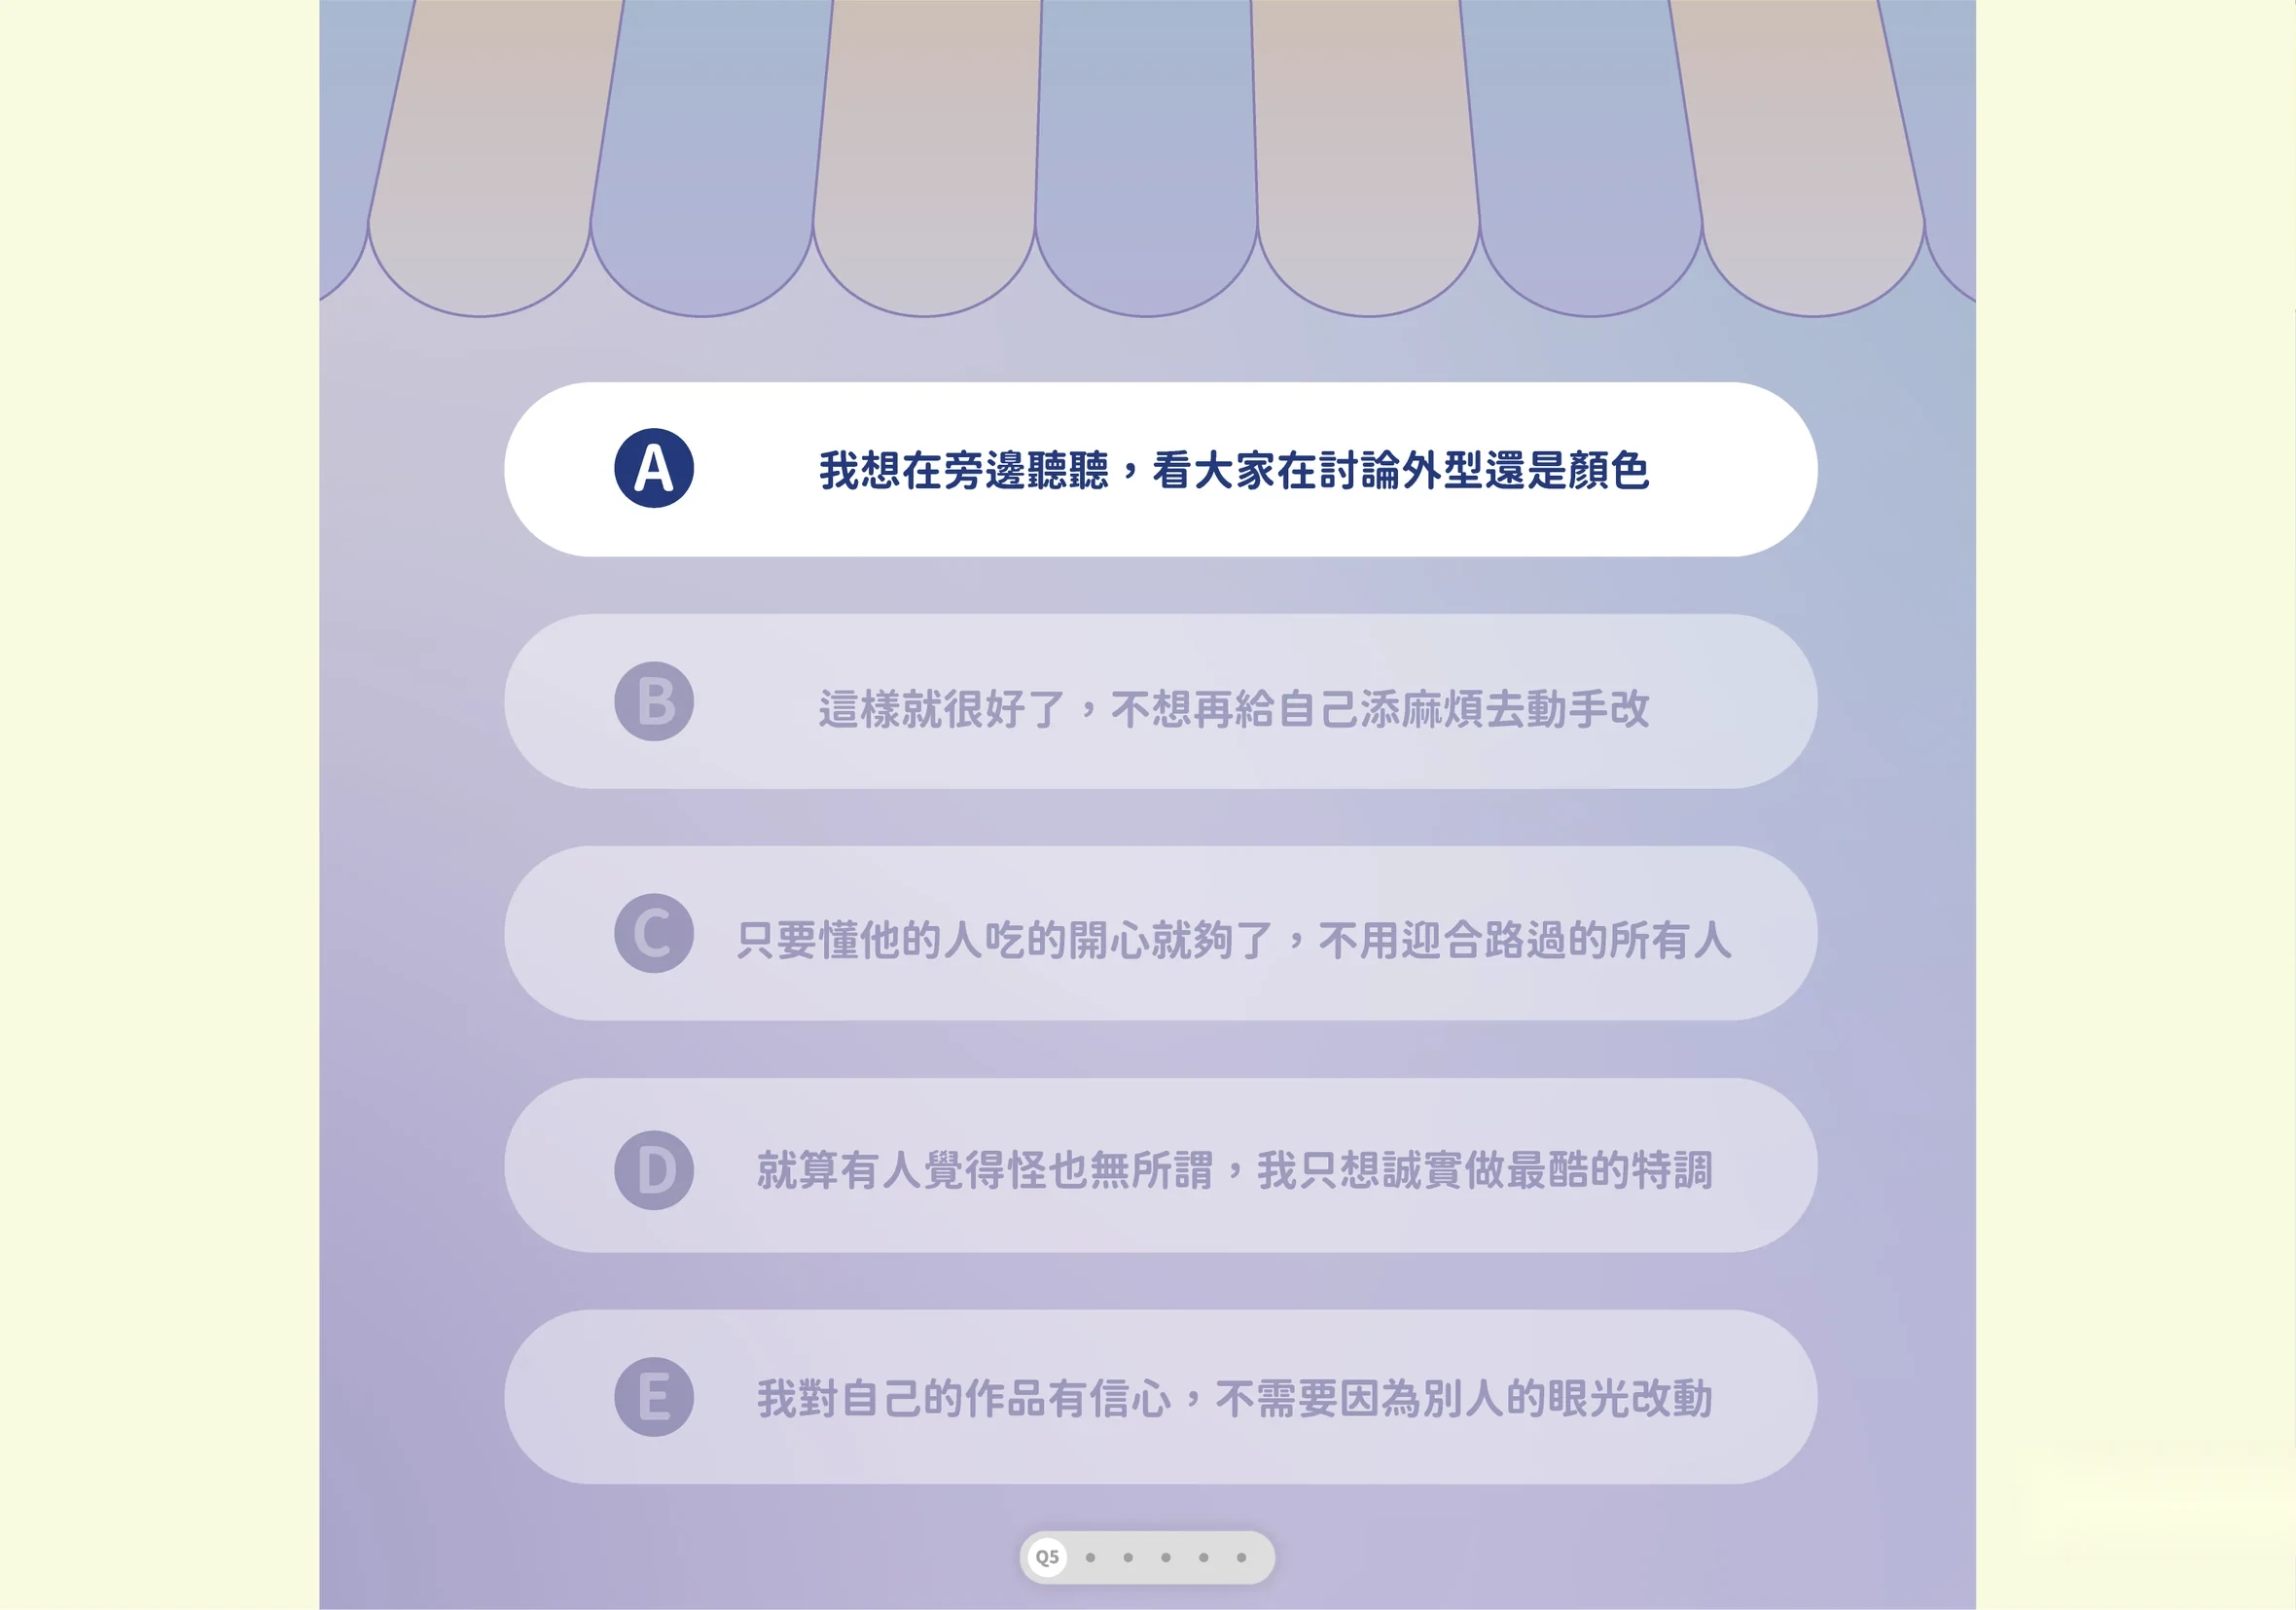 A 我想在旁邊聽聽，看大家在討論外型還是顏色
B 這樣就很好了，不想再給自己添麻煩去動手改
C 只要懂他的人吃的開心就夠了，不用迎合路過的所有人
D 就算有人覺得怪也無所謂，我只想誠實做最酷的特調
E 我對自己的作品有信心，不需要因為別人的眼光改動
Q5